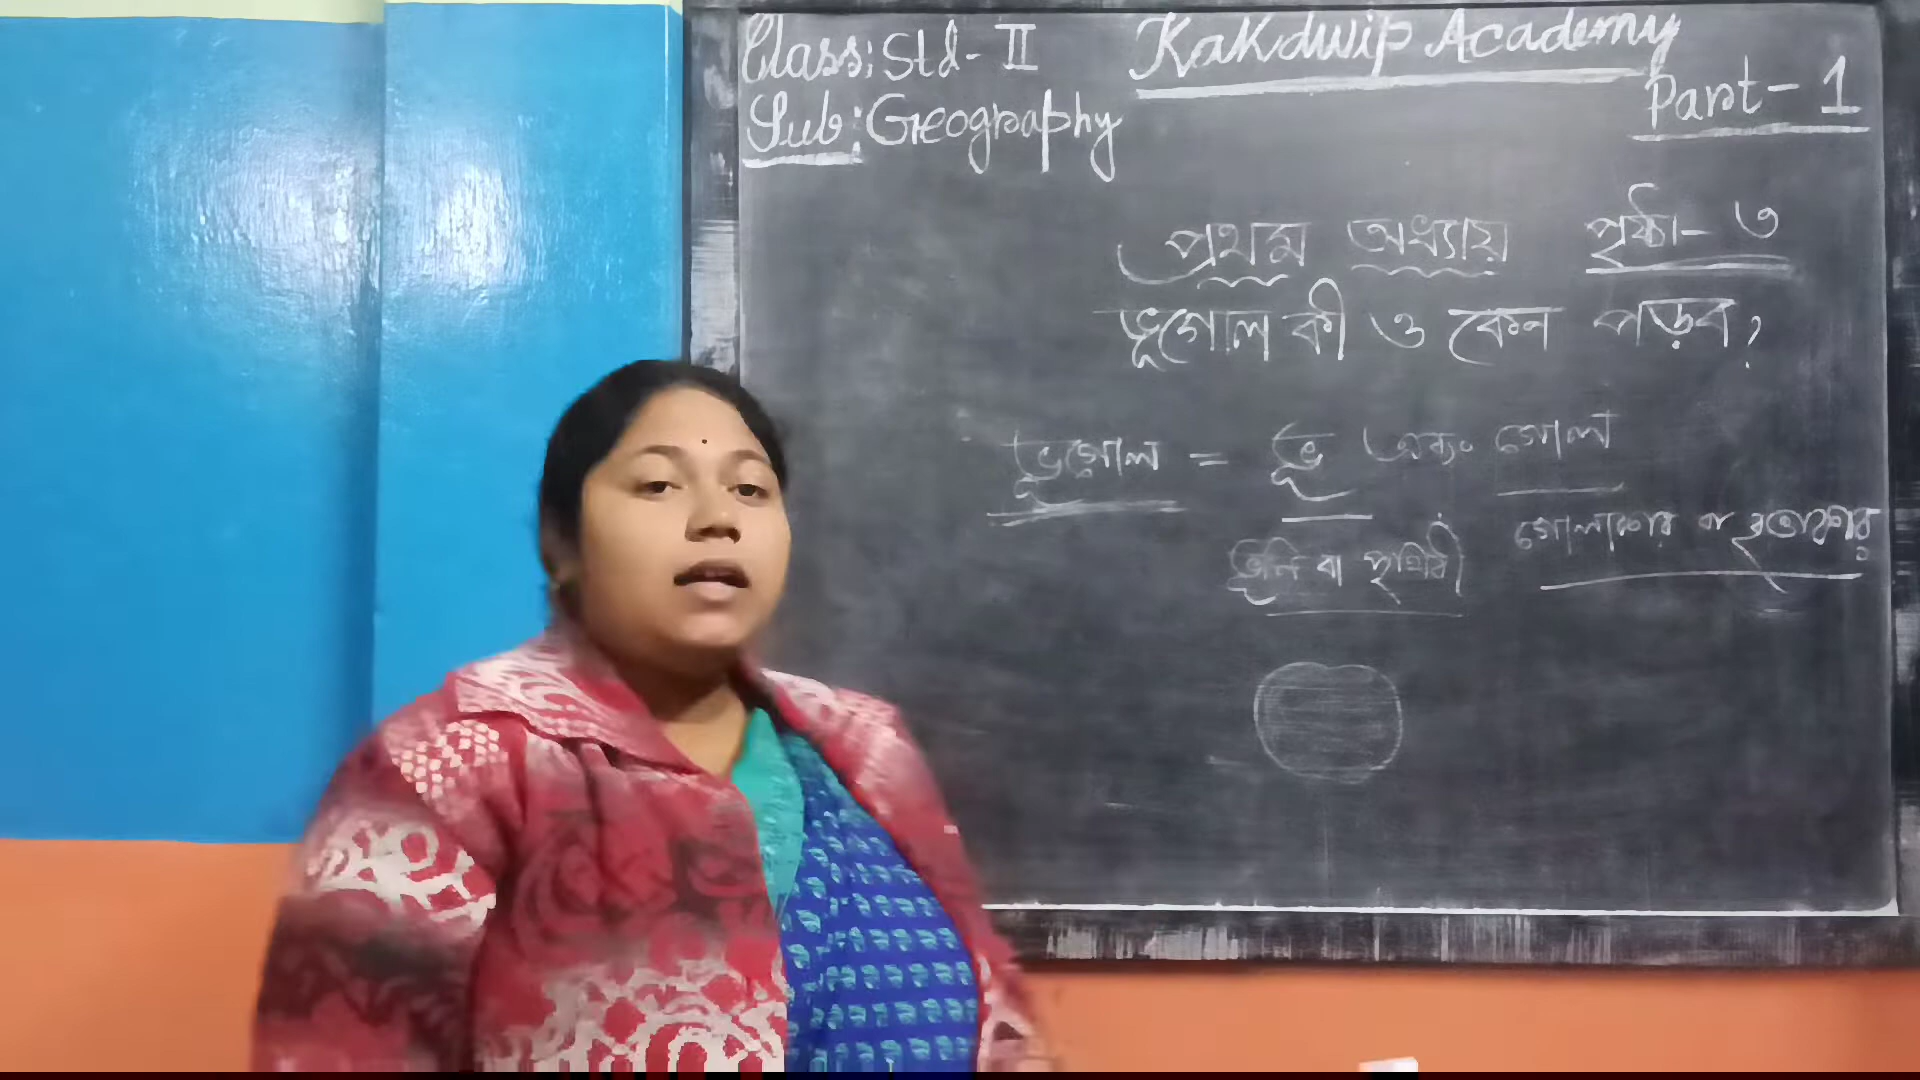 Class: Std- II
Kakdwip Academy
Sub: Geography
Part- 1
প্রথম অধ্যায় পৃষ্ঠা- ৩
ভূগোল কী ও কেন পড়ব?
ভূগোল = ভূ এবং গোল
ভূমি বা পৃথিবী
গোলাকার বা বৃত্তাকার